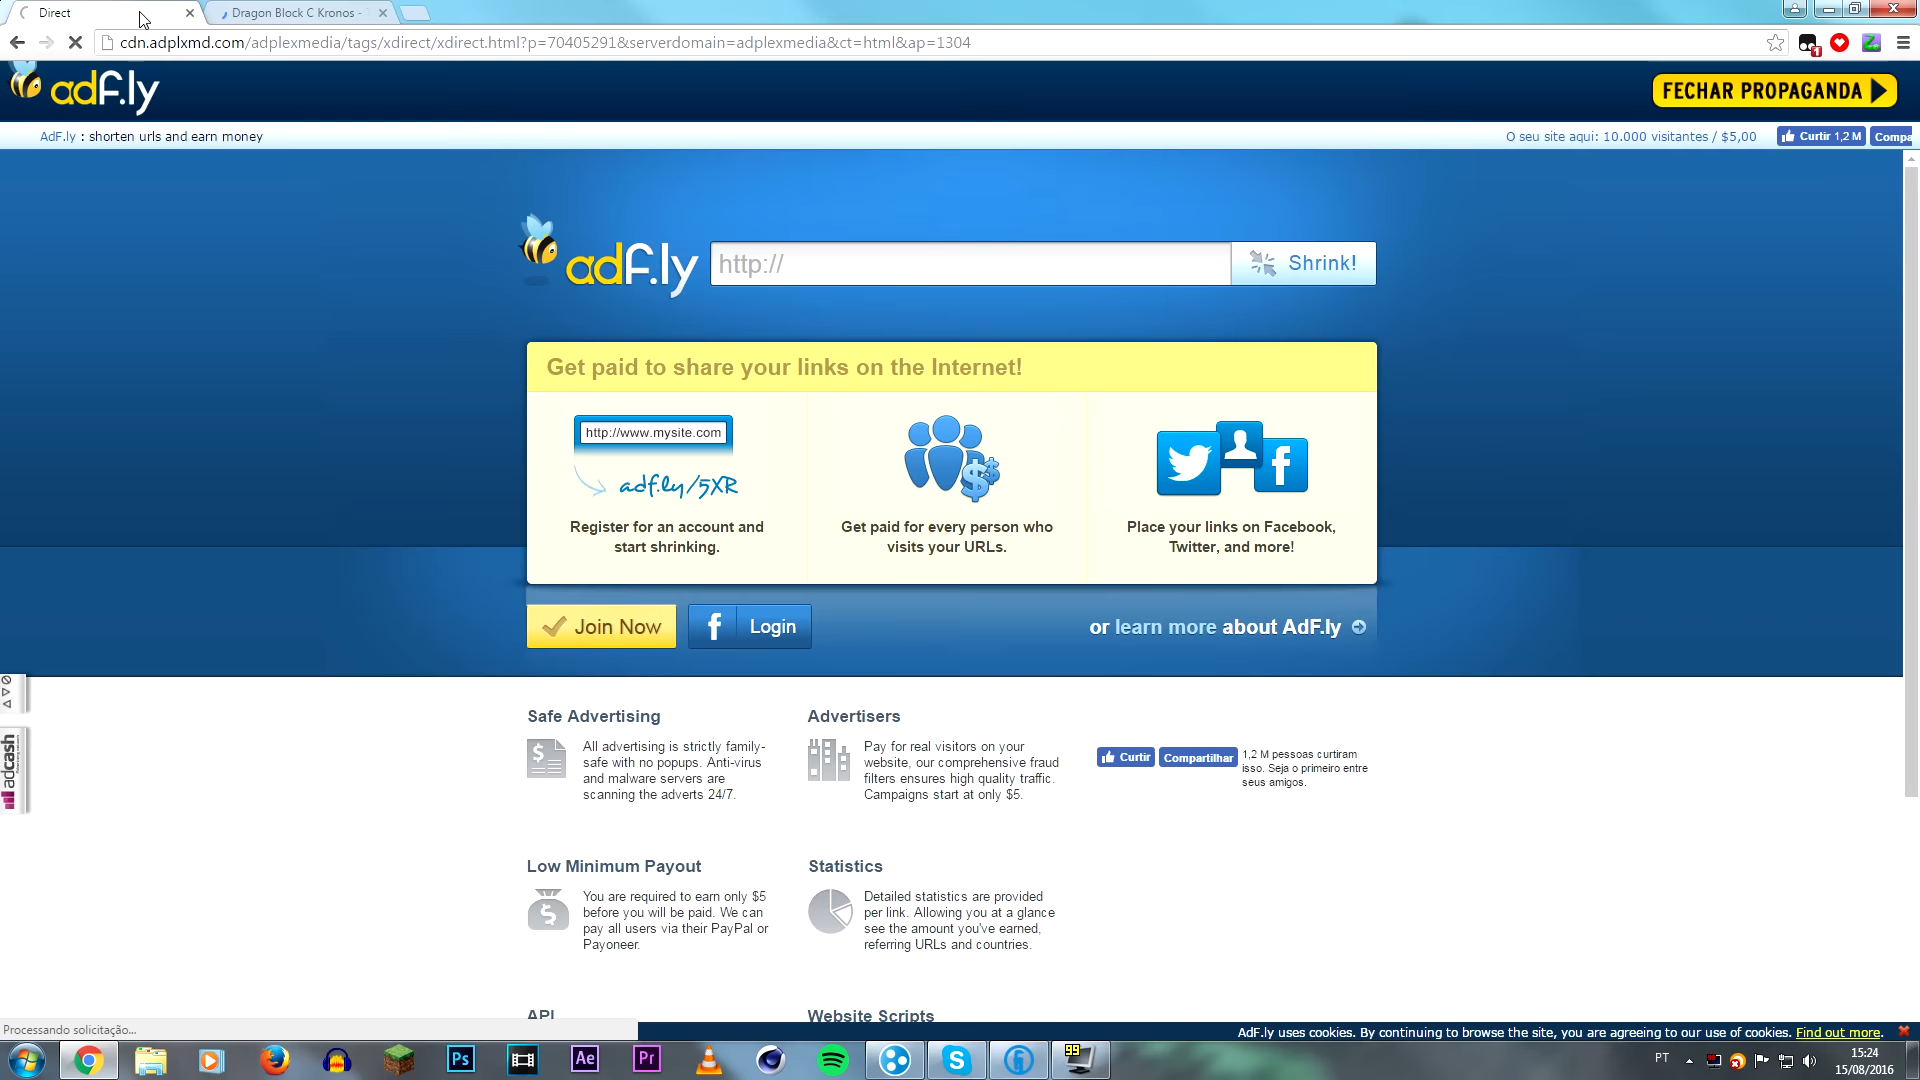 Direct
Dragon Block C Kronos -
cdn.adplxmd.com/adplexmedia/tags/xdirect/xdirect.html?p=70405291&serverdomain=adplexmedia&ct=html&ap=1304
1
adf.ly
FECHAR PROPAGANDA
AdF.ly : shorten urls and earn money
O seu site aqui: 10.000 visitantes / $5,00
Curtir 1,2 M
Compa
adf.ly
http://
Shrink!
Get paid to share your links on the Internet!
http://www.mysite.com
adf.ly/5XR
Register for an account and
start shrinking.
Get paid for every person who
visits your URLs.
Place your links on Facebook,
Twitter, and more!
Join Now
f
Login
or learn more about AdF.ly
adcash
Safe Advertising
All advertising is strictly family-
safe with no popups. Anti-virus
and malware servers are
scanning the adverts 24/7.
Advertisers
Pay for real visitors on your
website, our comprehensive fraud
filters ensures high quality traffic.
Campaigns start at only $5.
Curtir
Compartilhar
1,2 M pessoas curtiram
isso. Seja o primeiro entre
seus amigos.
Low Minimum Payout
You are required to earn only $5
before you will be paid. We can
pay all users via their PayPal or
Payoneer.
Statistics
Detailed statistics are provided
per link. Allowing you at a glance
see the amount you've earned,
referring URLs and countries.
API
Website Scripts
Processando solicitação...
AdF.ly uses cookies. By continuing to browse the site, you are agreeing to our use of cookies. Find out more.
Ps
Ae
Pr
99
PT
15:24
15/08/2016